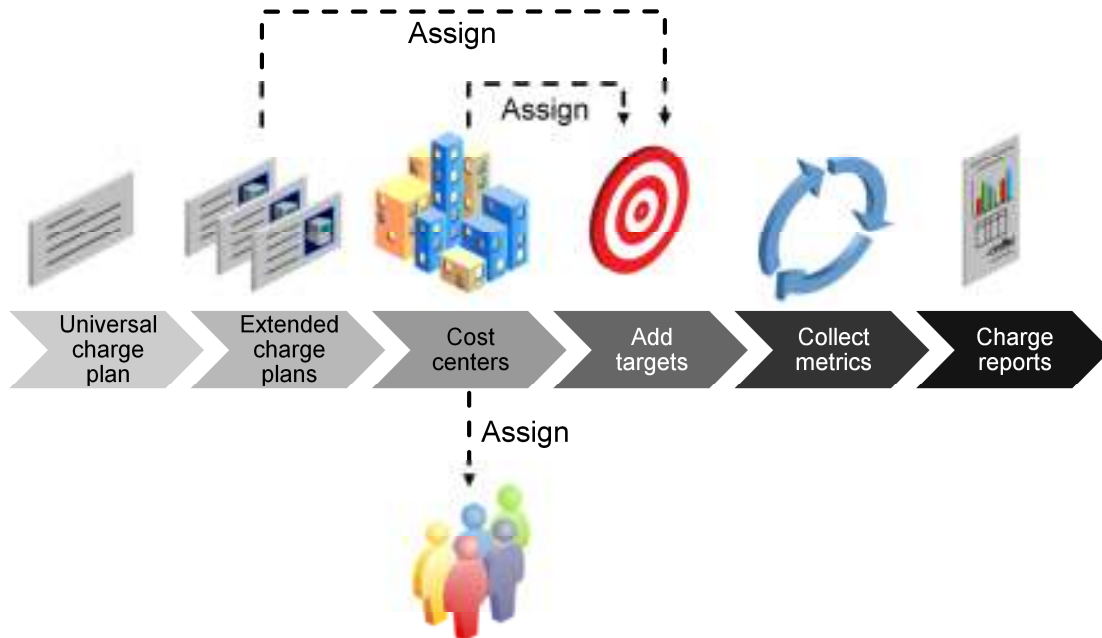 Assign
Assign
Universal
charge
plan
Extended
charge
plans
Cost
centers
Add
targets
Collect
metrics
Charge
reports
Assign